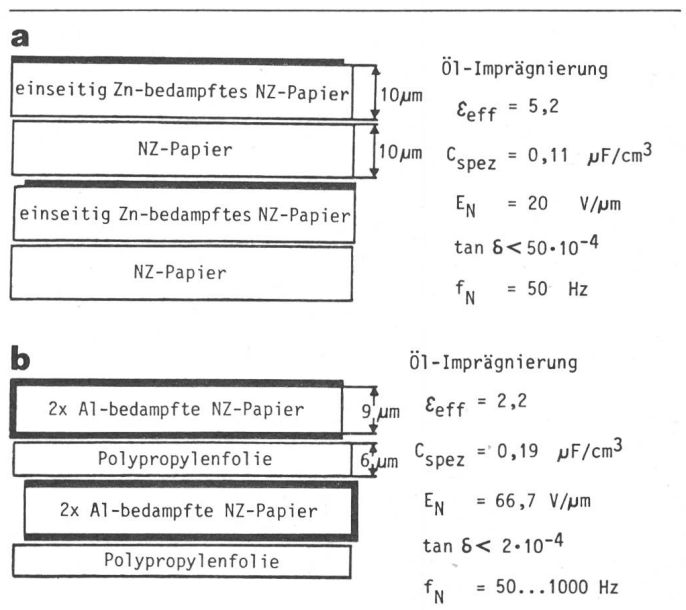 a
einseitig Zn-bedampftes NZ-Papier
10μm
NZ-Papier
10μm
einseitig Zn-bedampftes NZ-Papier
NZ-Papier
Öl-Imprägnierung
εeff = 5,2
Cspez = 0,11 μF/cm³
EN = 20 V/μm
tan δ < 50·10⁻⁴
fN = 50 Hz
b
2x Al-bedampfte NZ-Papier
9 μm
Polypropylenfolie
6 μm
2x Al-bedampfte NZ-Papier
Polypropylenfolie
Öl-Imprägnierung
εeff = 2,2
Cspez = 0,19 μF/cm³
EN = 66,7 V/μm
tan δ < 2·10⁻⁴
fN = 50...1000 Hz